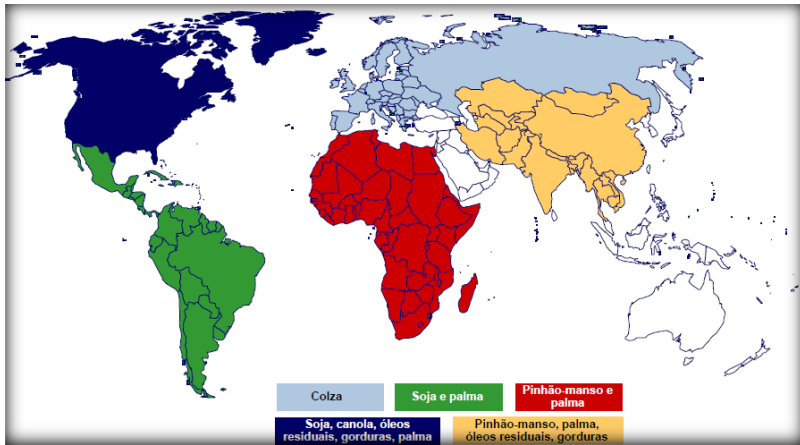 Colza
Soja e palma
Pinhão-manso e
palma
Soja, canola, óleos
residuais, gorduras, palma
Pinhão-manso, palma,
óleos residuais, gorduras